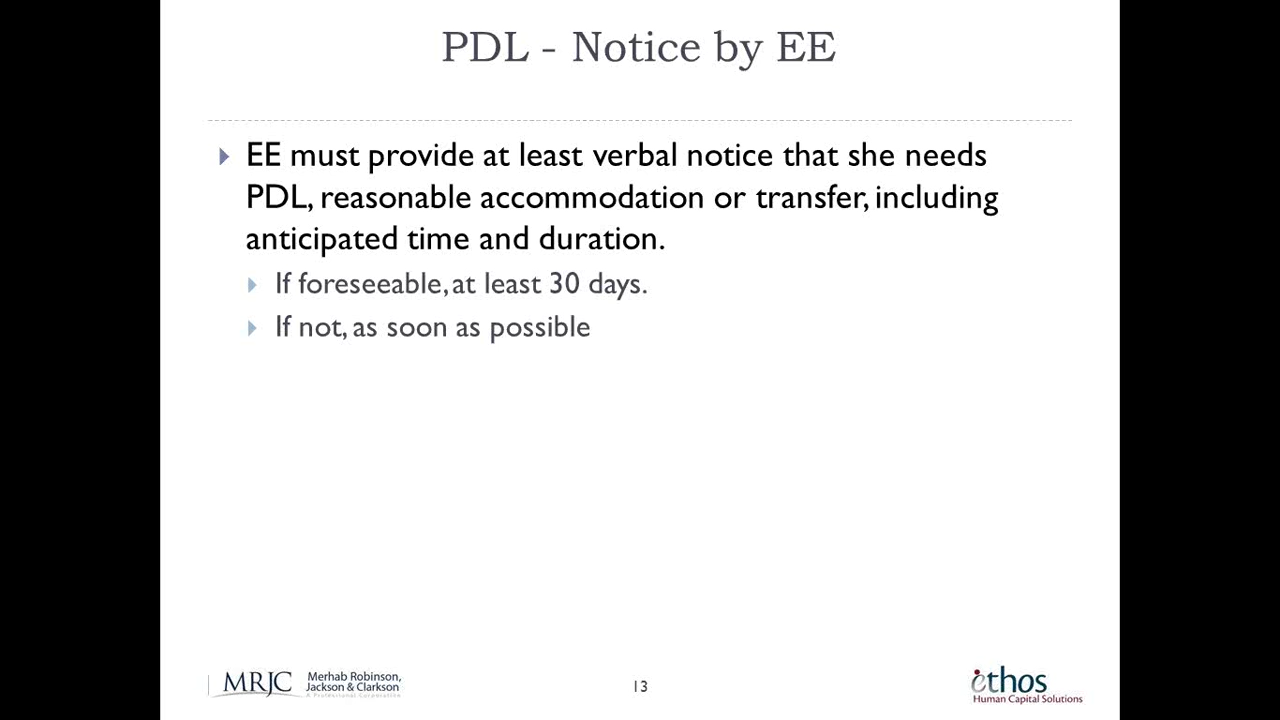 PDL - Notice by EE
EE must provide at least verbal notice that she needs
PDL, reasonable accommodation or transfer, including
anticipated time and duration.
If foreseeable, at least 30 days.
If not, as soon as possible
MRJC
Merhab Robinson,
Jackson & Clarkson
A Professional Corporation
13
ethos
Human Capital Solutions